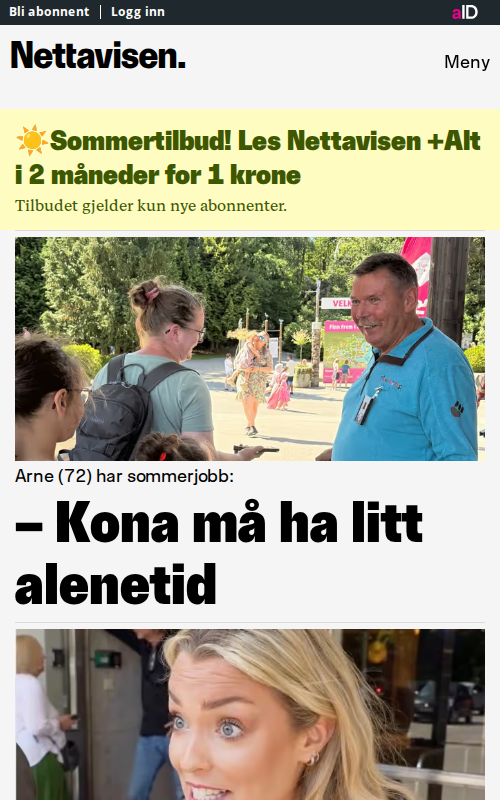 Bli abonnent | Logg inn
aID
Nettavisen.
Meny
☀️Sommertilbud! Les Nettavisen +Alt
i 2 måneder for 1 krone
Tilbudet gjelder kun nye abonnenter.
Arne (72) har sommerjobb:
– Kona må ha litt
alenetid